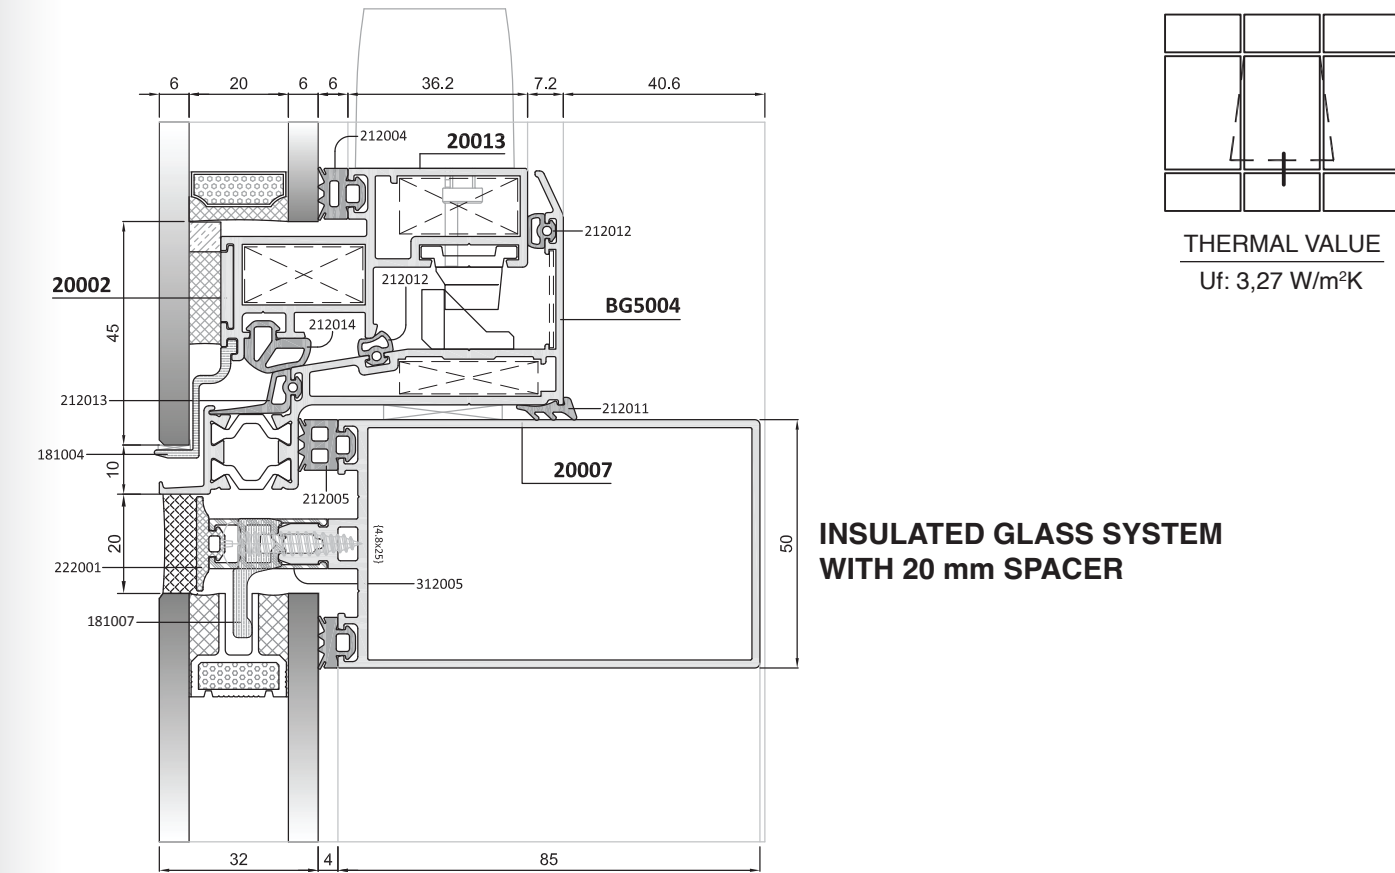 6 20 6 6 36.2 7.2 40.6
212004
20013
212012
20002
212012
BG5004
212014
45
212013
212011
181004
10
20007
212005
{4.8x25}
20
50
222001
312005
181007
32 4 85
THERMAL VALUE
Uf: 3,27 W/m²K
INSULATED GLASS SYSTEM
WITH 20 mm SPACER